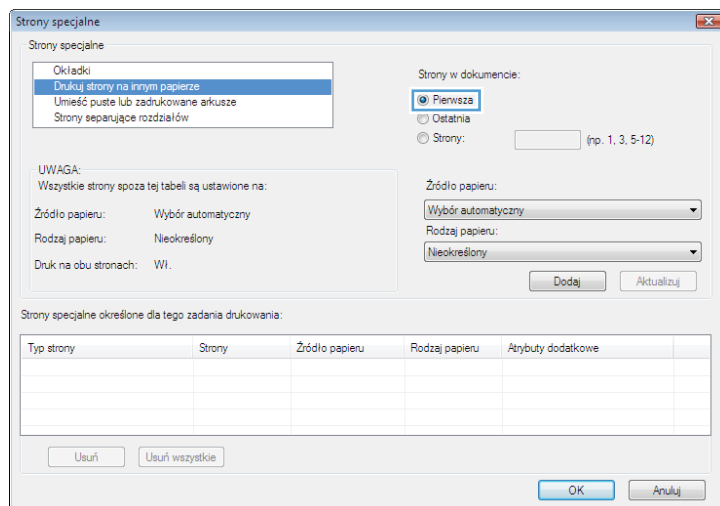 Strony specjalne
Strony specjalne
Okładki
Drukuj strony na innym papierze
Umieść puste lub zadrukowane arkusze
Strony separujące rozdziałów
Strony w dokumencie:
Pierwsza
Ostatnia
Strony: (np. 1, 3, 5-12)
UWAGA:
Wszystkie strony spoza tej tabeli są ustawione na:
Źródło papieru: Wybór automatyczny
Rodzaj papieru: Nieokreślony
Druk na obu stronach: Wł.
Źródło papieru:
Wybór automatyczny
Rodzaj papieru:
Nieokreślony
Dodaj Aktualizuj
Strony specjalne określone dla tego zadania drukowania:
Typ strony Strony Źródło papieru Rodzaj papieru Atrybuty dodatkowe
Usuń Usuń wszystkie
OK Anuluj